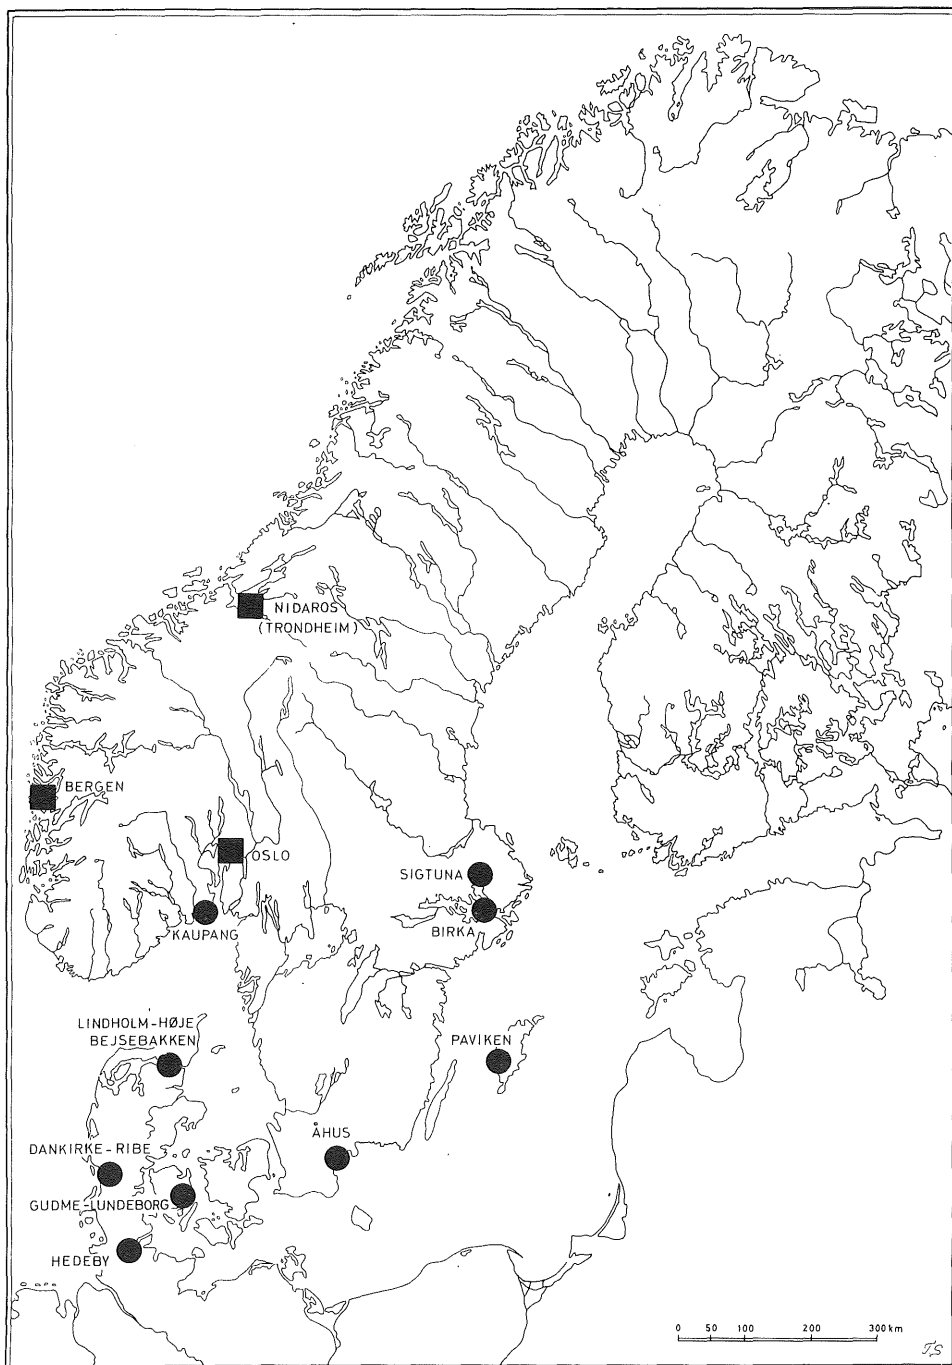 NIDAROS
(TRONDHEIM)
BERGEN
OSLO
SIGTUNA
BIRKA
KAUPANG
LINDHOLM-HØJE
BEJSEBAKKEN
PAVIKEN
ÅHUS
DANKIRKE-RIBE
GUDME-LUNDEBORG
HEDEBY
0 50 100 200 300 km
T.S